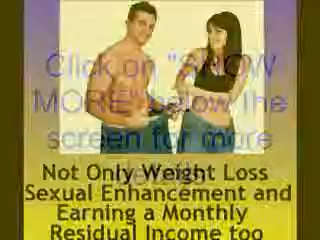 Click on "SHOW
MORE" below the
screen for more
details
Not Only Weight Loss
Sexual Enhancement and
Earning a Monthly
Residual Income too